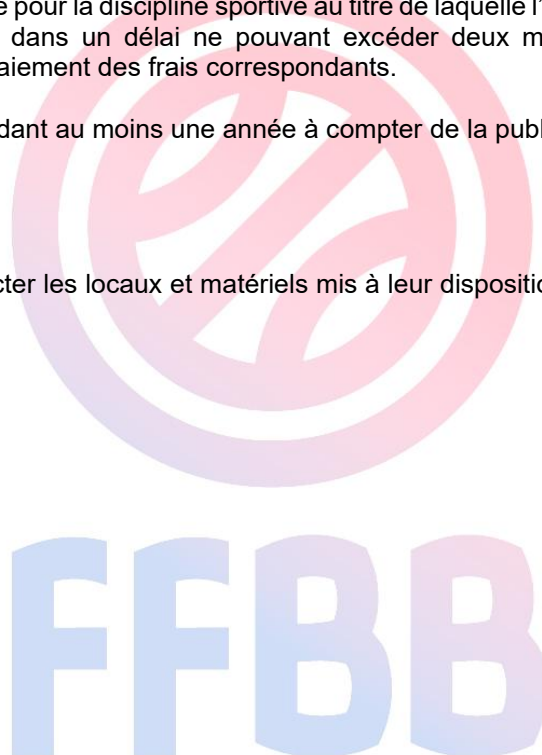 pour la discipline sportive au titre de laquelle l'
dans un délai ne pouvant excéder deux
paiement des frais correspondants.
dant au moins une année à compter de la publ
cter les locaux et matériels mis à leur dispositio
FFBB